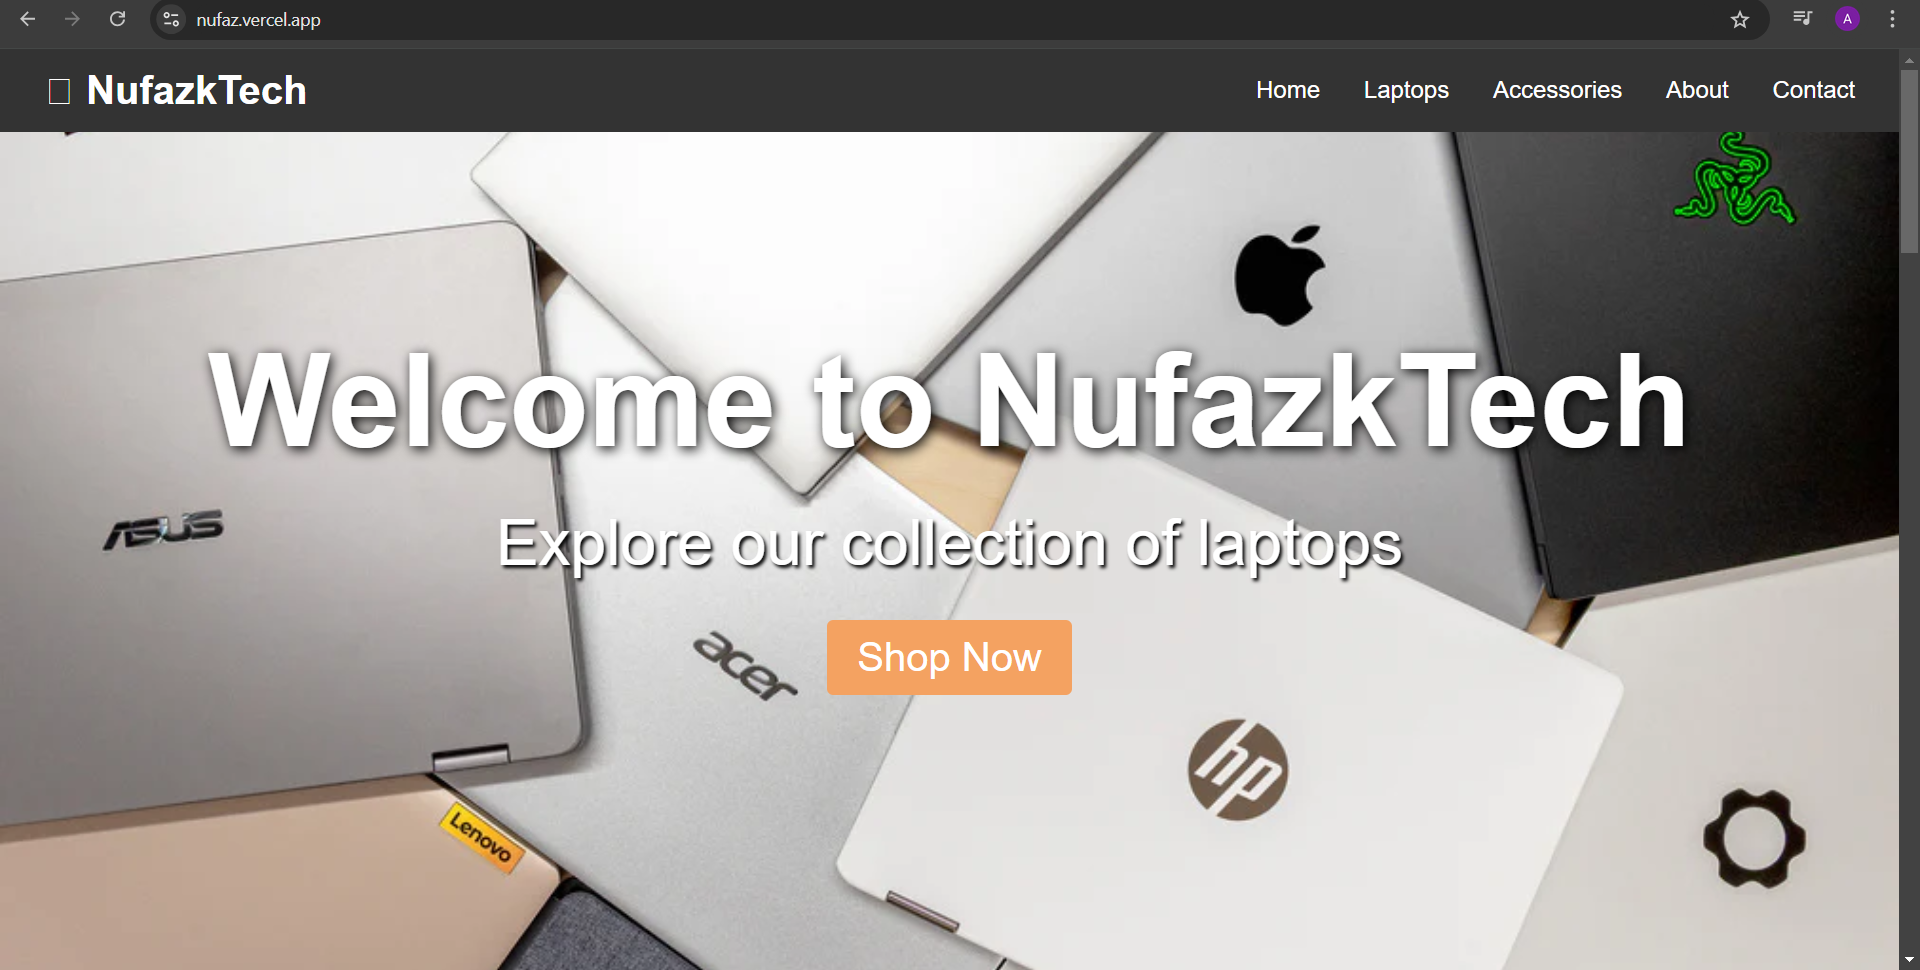 nufaz.vercel.app
A
NufazkTech
Home Laptops Accessories About Contact
Welcome to NufazkTech
Explore our collection of laptops
Shop Now
ASUS
acer
hp
Lenovo